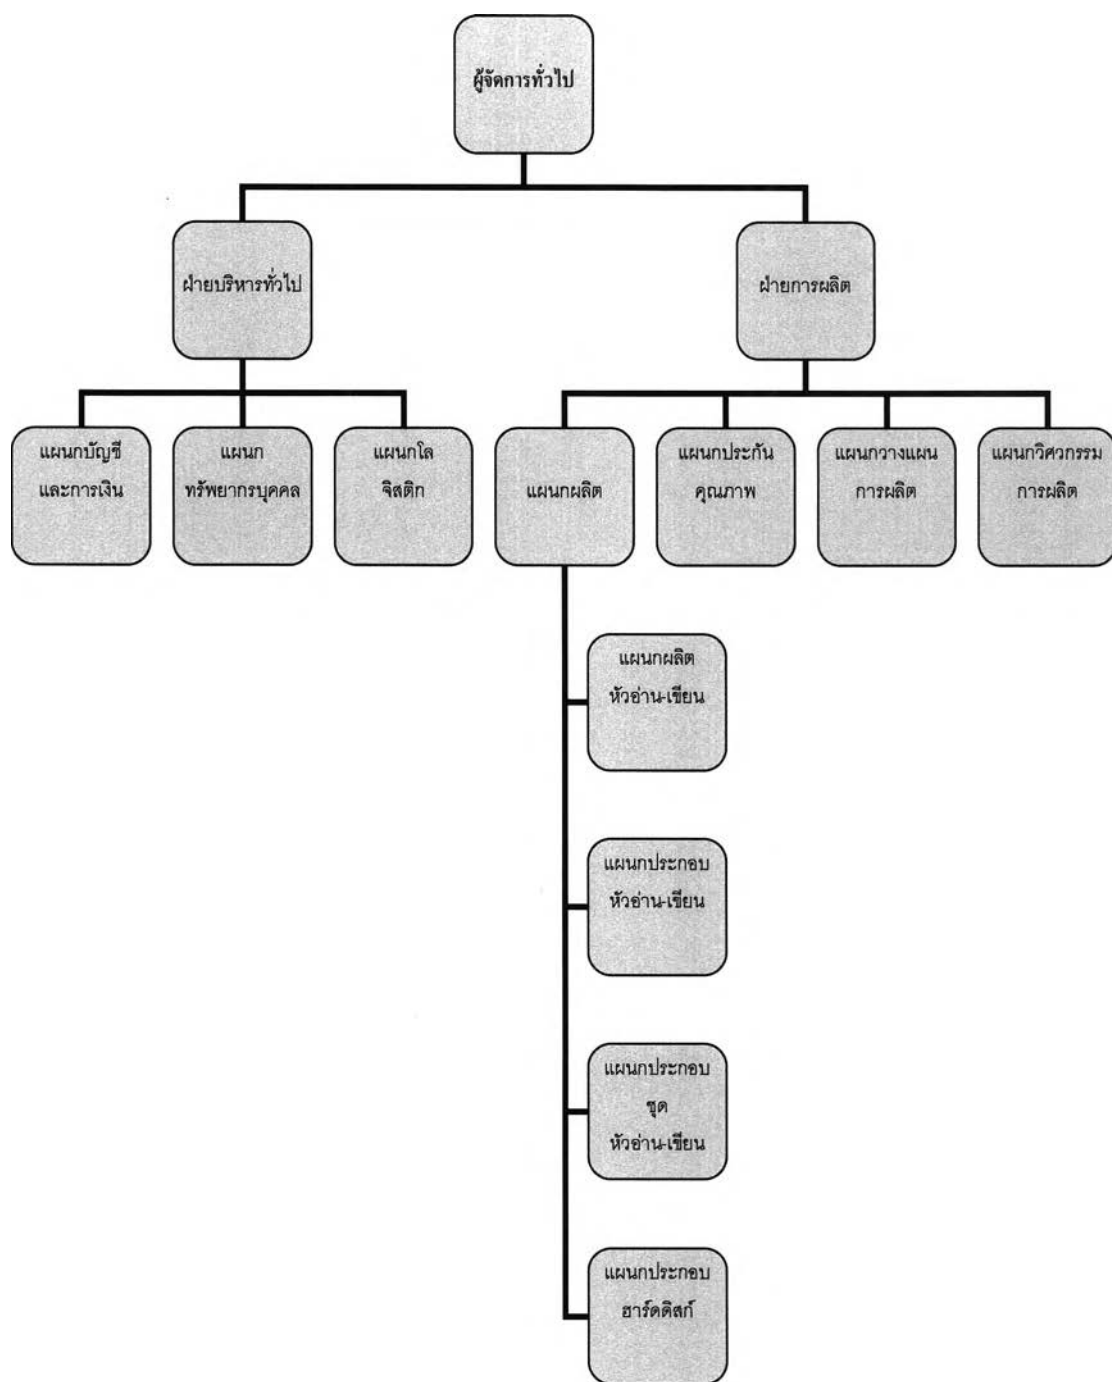 ผู้จัดการทั่วไป
ฝ่ายบริหารทั่วไป
ฝ่ายการผลิต
แผนกบัญชี
และการเงิน
แผนก
ทรัพยากรบุคคล
แผนกโล
จิสติก
แผนกผลิต
แผนกประกัน
คุณภาพ
แผนกวางแผน
การผลิต
แผนกวิศวกรรม
การผลิต
แผนกผลิต
หัวอ่าน-เขียน
แผนกประกอบ
หัวอ่าน-เขียน
แผนกประกอบ
ชุด
หัวอ่าน-เขียน
แผนกประกอบ
ฮาร์ดดิสก์